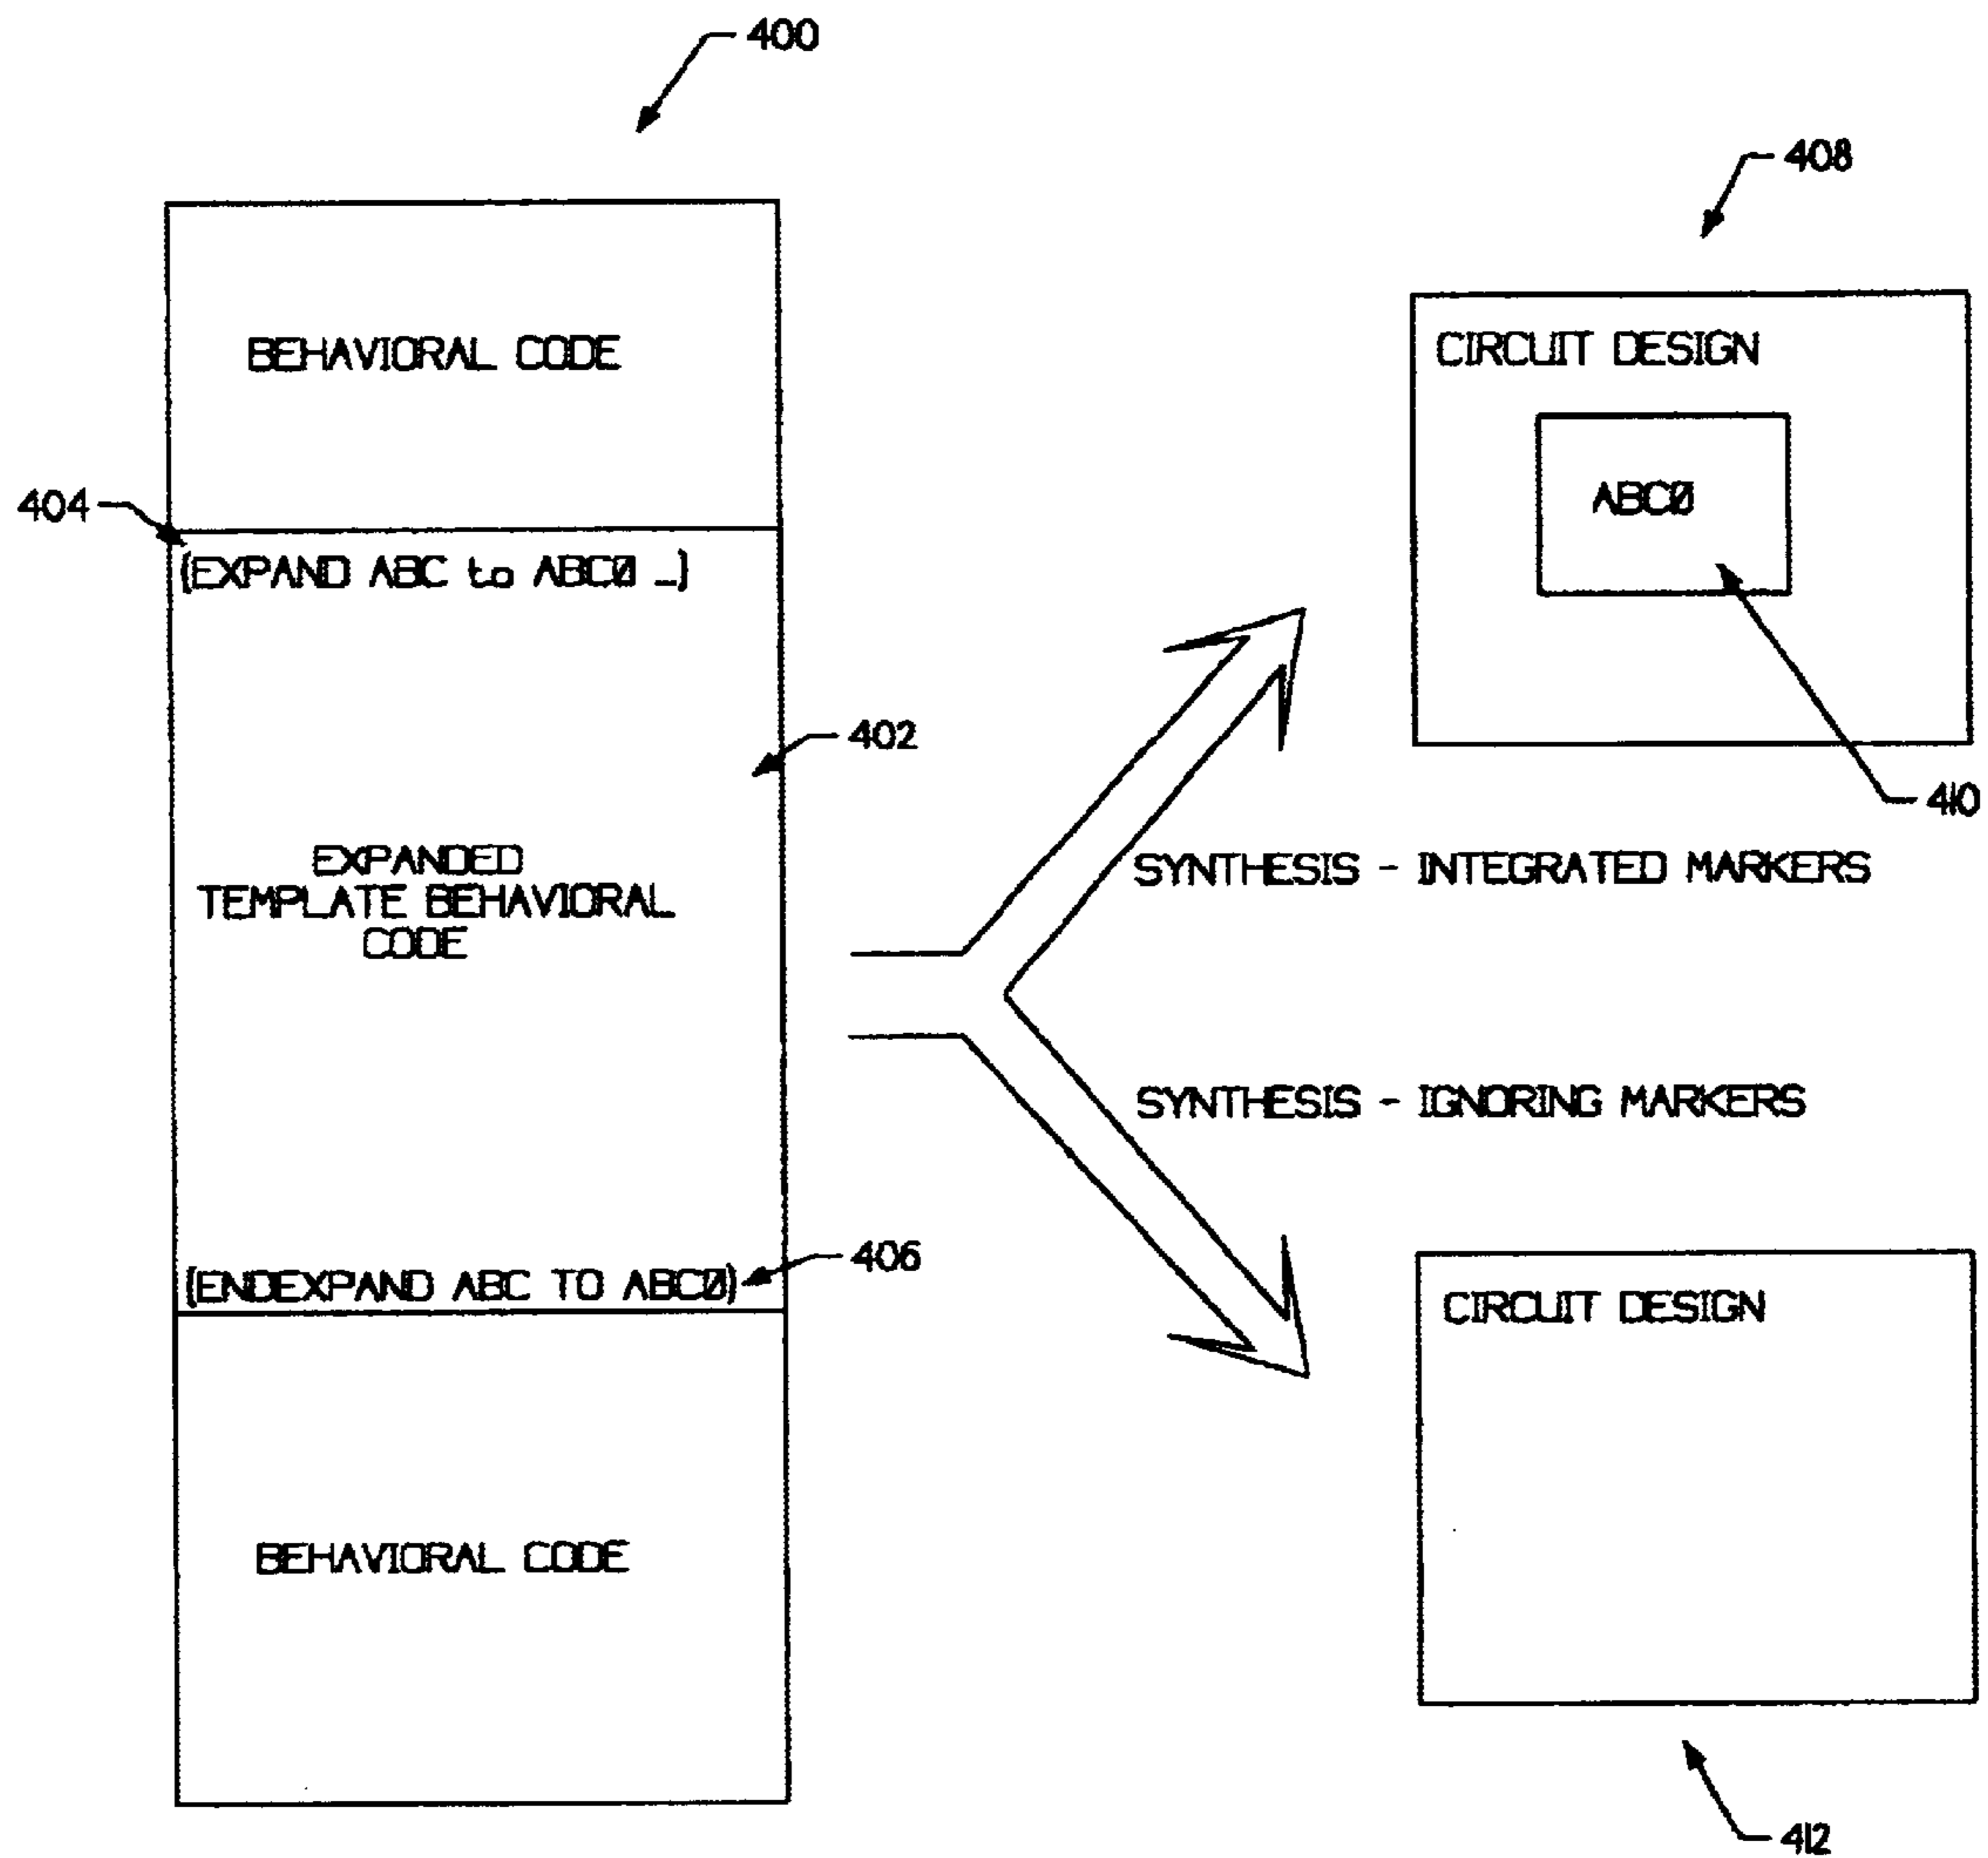 400
408
BEHAVIORAL CODE
CIRCUIT DESIGN
ABC0
404
(EXPAND ABC to ABC0 _)
402
410
EXPANDED
TEMPLATE BEHAVIORAL
CODE
SYNTHESIS - INTEGRATED MARKERS
SYNTHESIS - IGNORING MARKERS
406
(ENDEXPAND ABC TO ABC0)
CIRCUIT DESIGN
BEHAVIORAL CODE
412